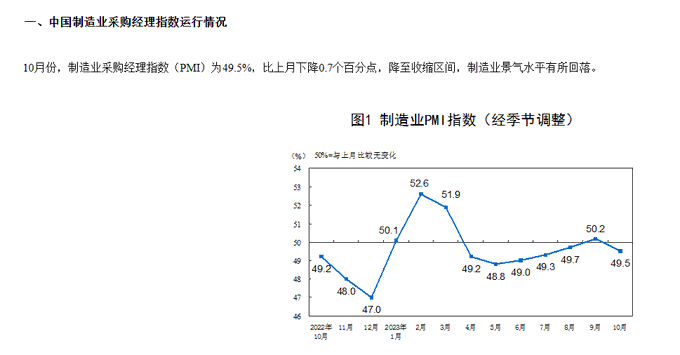 一、中国制造业采购经理指数运行情况
10月份，制造业采购经理指数（PMI）为49.5%，比上月下降0.7个百分点，降至收缩区间，制造业景气水平有所回落。
图1 制造业PMI指数（经季节调整）
（%） 50%=与上月比较无变化
54
53
52
51
50
49
48
47
46
49.2
48.0
47.0
50.1
52.6
51.9
49.2
48.8
49.0
49.3
49.7
50.2
49.5
2022年
10月
11月
12月
2023年
1月
2月
3月
4月
5月
6月
7月
8月
9月
10月